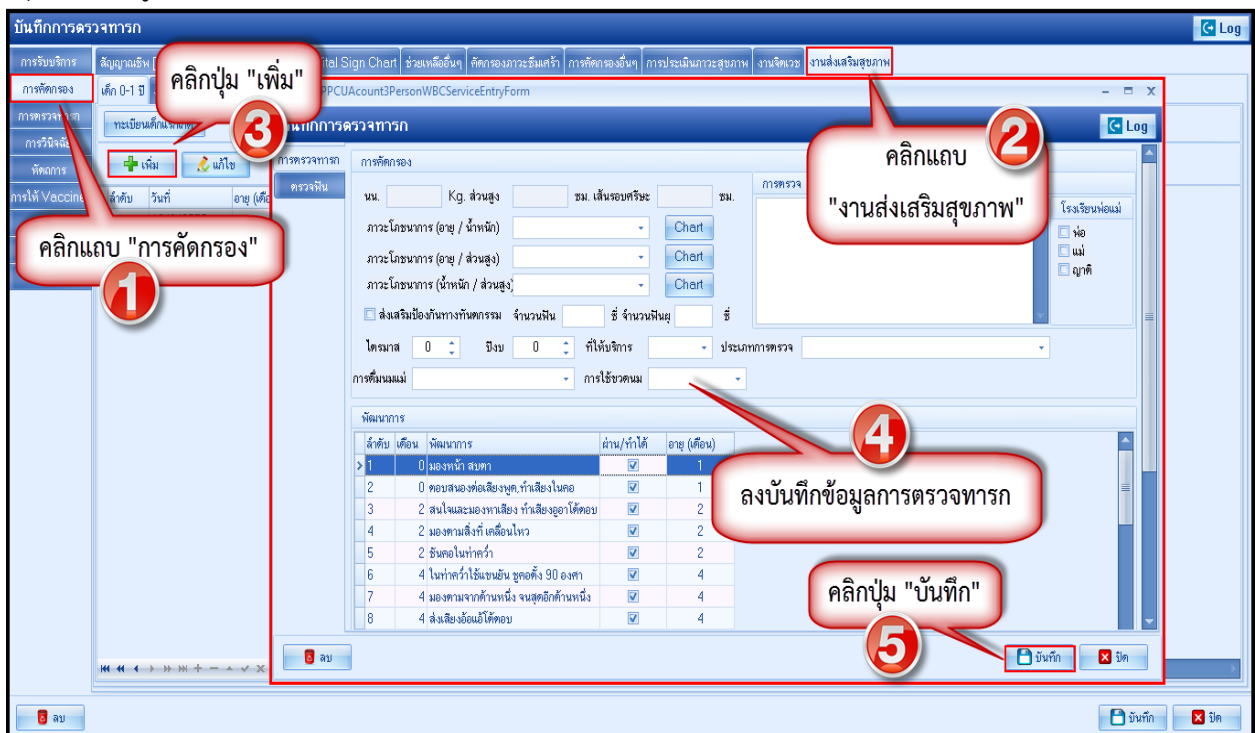 บันทึกการตรวจทารก
Log
การรับบริการ
การคัดกรอง
การตรวจทารก
การวินิจฉัย
หัตถการ
การให้ Vaccine
ital Sign Chart ช่วยเหลืออื่นๆ คัดกรองภาวะซึมเศร้า การคัดกรองอื่นๆ การประเมินภาวะสุขภาพ งานจิตเวช งานส่งเสริมสุขภาพ
สัญญาณชีพ
เด็ก 0-1 ปี
PPCUAcount3PersonWBCServiceEntryForm
เพิ่ม
แก้ไข
ลำดับ วันที่ อายุ (เดือ
คลิกปุ่ม "เพิ่ม"
3
คลิกแถบ "การคัดกรอง"
1
คลิกแถบ
"งานส่งเสริมสุขภาพ"
2
ทึกการตรวจทารก
Log
การตรวจทารก
ตรวจฟัน
การคัดกรอง
นน. Kg. ส่วนสูง ซม. เส้นรอบศรีษะ ซม.
ภาวะโภชนาการ (อายุ / น้ำหนัก) Chart
ภาวะโภชนาการ (อายุ / ส่วนสูง) Chart
ภาวะโภชนาการ (น้ำหนัก / ส่วนสูง) Chart
ส่งเสริมป้องกันทางทันตกรรม จำนวนฟัน ซี่ จำนวนฟันผุ ซี่
การตรวจ
โรงเรียนพ่อแม่
พ่อ
แม่
ญาติ
ไตรมาส 0 ปีงบ 0 ที่ให้บริการ ประเภทการตรวจ
การดื่มนมแม่ การใช้ขวดนม
พัฒนาการ
ลำดับ เดือน พัฒนาการ ผ่าน/ทำได้ อายุ (เดือน)
1 0 มองหน้า สบตา 1
2 0 ตอบสนองต่อเสียงพูด,ทำเสียงในคอ 1
3 2 สนใจและมองหาเสียง ทำเสียงอูอาโต้ตอบ 2
4 2 มองตามสิ่งที่ เคลื่อนไหว 2
5 2 ชันคอในท่าคว่ำ 2
6 4 ในท่าคว่ำใช้แขนยัน ชูคอตั้ง 90 องศา 4
7 4 มองตามจากด้านหนึ่ง จนสุดอีกด้านหนึ่ง 4
8 4 ส่งเสียงอ้อแอ้โต้ตอบ 4
4
ลงบันทึกข้อมูลการตรวจทารก
คลิกปุ่ม "บันทึก"
5
ลบ
บันทึก
ปิด
ลบ
บันทึก
ปิด